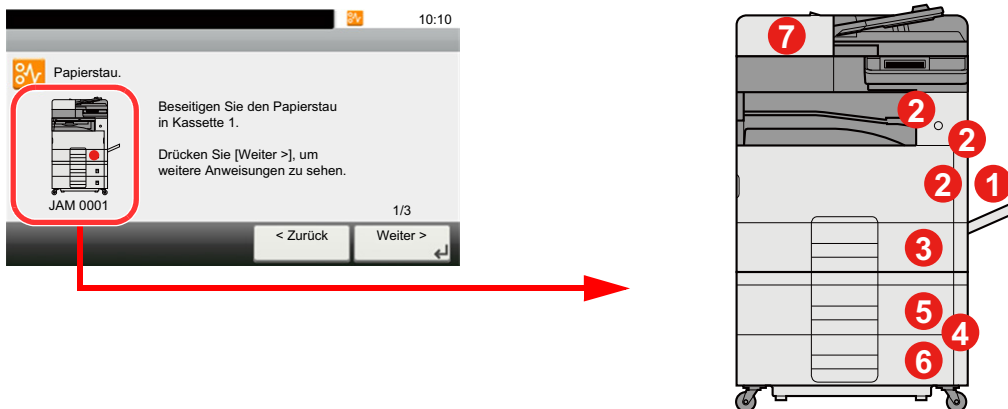 10:10
Papierstau.
Beseitigen Sie den Papierstau
in Kassette 1.
Drücken Sie [Weiter >], um
weitere Anweisungen zu sehen.
JAM 0001
1/3
< Zurück
Weiter >
7
2
2
2
1
3
5
4
6